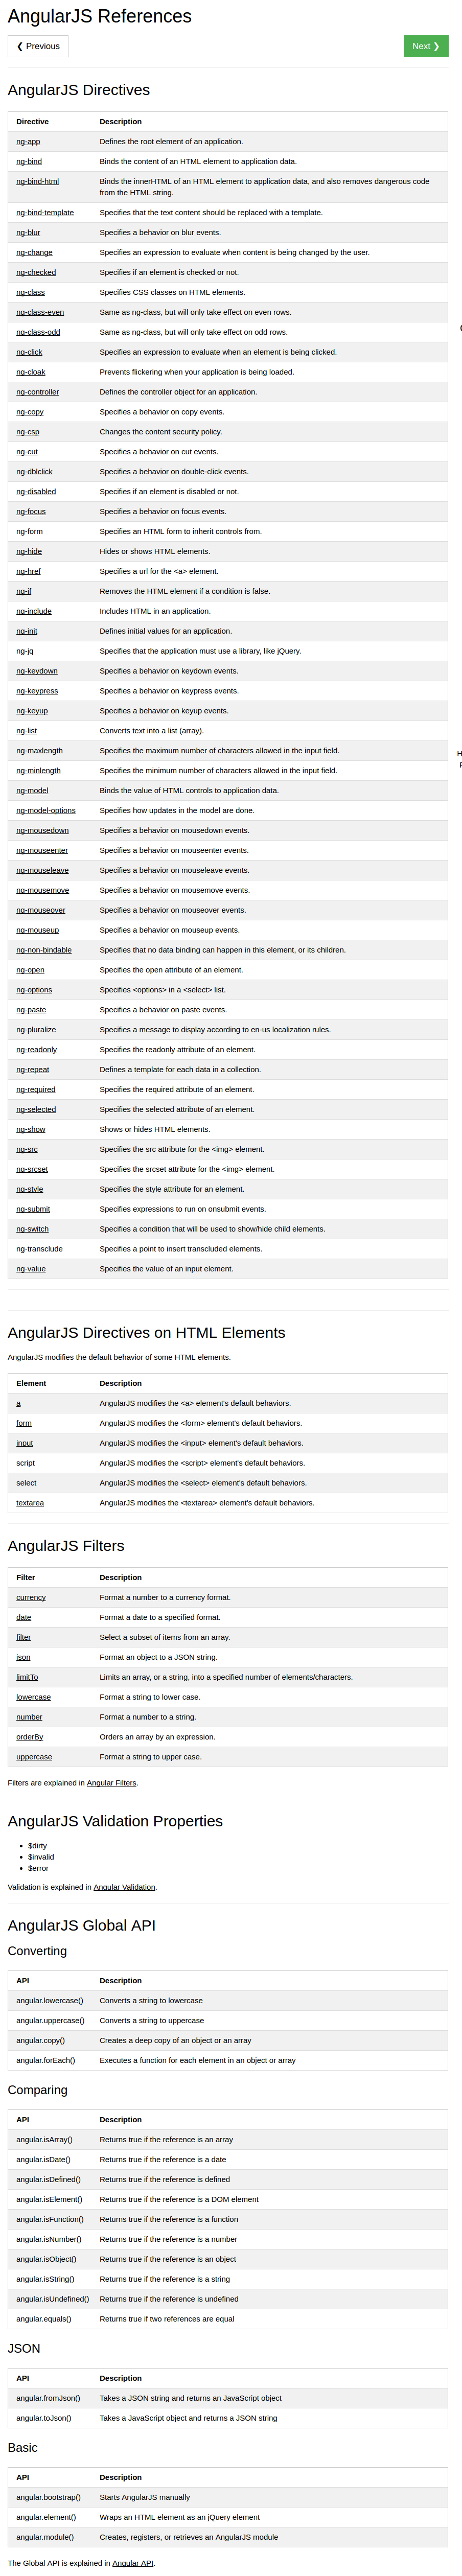 AngularJS References
❮ Previous
Next ❯
AngularJS Directives
Directive Description
ng-app Defines the root element of an application.
ng-bind Binds the content of an HTML element to application data.
ng-bind-html Binds the innerHTML of an HTML element to application data, and also removes dangerous code
from the HTML string.
ng-bind-template Specifies that the text content should be replaced with a template.
ng-blur Specifies a behavior on blur events.
ng-change Specifies an expression to evaluate when content is being changed by the user.
ng-checked Specifies if an element is checked or not.
ng-class Specifies CSS classes on HTML elements.
ng-class-even Same as ng-class, but will only take effect on even rows.
ng-class-odd Same as ng-class, but will only take effect on odd rows.
ng-click Specifies an expression to evaluate when an element is being clicked.
ng-cloak Prevents flickering when your application is being loaded.
ng-controller Defines the controller object for an application.
ng-copy Specifies a behavior on copy events.
ng-csp Changes the content security policy.
ng-cut Specifies a behavior on cut events.
ng-dblclick Specifies a behavior on double-click events.
ng-disabled Specifies if an element is disabled or not.
ng-focus Specifies a behavior on focus events.
ng-form Specifies an HTML form to inherit controls from.
ng-hide Hides or shows HTML elements.
ng-href Specifies a url for the <a> element.
ng-if Removes the HTML element if a condition is false.
ng-include Includes HTML in an application.
ng-init Defines initial values for an application.
ng-jq Specifies that the application must use a library, like jQuery.
ng-keydown Specifies a behavior on keydown events.
ng-keypress Specifies a behavior on keypress events.
ng-keyup Specifies a behavior on keyup events.
ng-list Converts text into a list (array).
ng-maxlength Specifies the maximum number of characters allowed in the input field.
ng-minlength Specifies the minimum number of characters allowed in the input field.
ng-model Binds the value of HTML controls to application data.
ng-model-options Specifies how updates in the model are done.
ng-mousedown Specifies a behavior on mousedown events.
ng-mouseenter Specifies a behavior on mouseenter events.
ng-mouseleave Specifies a behavior on mouseleave events.
ng-mousemove Specifies a behavior on mousemove events.
ng-mouseover Specifies a behavior on mouseover events.
ng-mouseup Specifies a behavior on mouseup events.
ng-non-bindable Specifies that no data binding can happen in this element, or its children.
ng-open Specifies the open attribute of an element.
ng-options Specifies <options> in a <select> list.
ng-paste Specifies a behavior on paste events.
ng-pluralize Specifies a message to display according to en-us localization rules.
ng-readonly Specifies the readonly attribute of an element.
ng-repeat Defines a template for each data in a collection.
ng-required Specifies the required attribute of an element.
ng-selected Specifies the selected attribute of an element.
ng-show Shows or hides HTML elements.
ng-src Specifies the src attribute for the <img> element.
ng-srcset Specifies the srcset attribute for the <img> element.
ng-style Specifies the style attribute for an element.
ng-submit Specifies expressions to run on onsubmit events.
ng-switch Specifies a condition that will be used to show/hide child elements.
ng-transclude Specifies a point to insert transcluded elements.
ng-value Specifies the value of an input element.
AngularJS Directives on HTML Elements
AngularJS modifies the default behavior of some HTML elements.
Element Description
a AngularJS modifies the <a> element's default behaviors.
form AngularJS modifies the <form> element's default behaviors.
input AngularJS modifies the <input> element's default behaviors.
script AngularJS modifies the <script> element's default behaviors.
select AngularJS modifies the <select> element's default behaviors.
textarea AngularJS modifies the <textarea> element's default behaviors.
AngularJS Filters
Filter Description
currency Format a number to a currency format.
date Format a date to a specified format.
filter Select a subset of items from an array.
json Format an object to a JSON string.
limitTo Limits an array, or a string, into a specified number of elements/characters.
lowercase Format a string to lower case.
number Format a number to a string.
orderBy Orders an array by an expression.
uppercase Format a string to upper case.
Filters are explained in Angular Filters.
AngularJS Validation Properties
• $dirty
• $invalid
• $error
Validation is explained in Angular Validation.
AngularJS Global API
Converting
API Description
angular.lowercase() Converts a string to lowercase
angular.uppercase() Converts a string to uppercase
angular.copy() Creates a deep copy of an object or an array
angular.forEach() Executes a function for each element in an object or array
Comparing
API Description
angular.isArray() Returns true if the reference is an array
angular.isDate() Returns true if the reference is a date
angular.isDefined() Returns true if the reference is defined
angular.isElement() Returns true if the reference is a DOM element
angular.isFunction() Returns true if the reference is a function
angular.isNumber() Returns true if the reference is a number
angular.isObject() Returns true if the reference is an object
angular.isString() Returns true if the reference is a string
angular.isUndefined() Returns true if the reference is undefined
angular.equals() Returns true if two references are equal
JSON
API Description
angular.fromJson() Takes a JSON string and returns an JavaScript object
angular.toJson() Takes a JavaScript object and returns a JSON string
Basic
API Description
angular.bootstrap() Starts AngularJS manually
angular.element() Wraps an HTML element as an jQuery element
angular.module() Creates, registers, or retrieves an AngularJS module
The Global API is explained in Angular API.